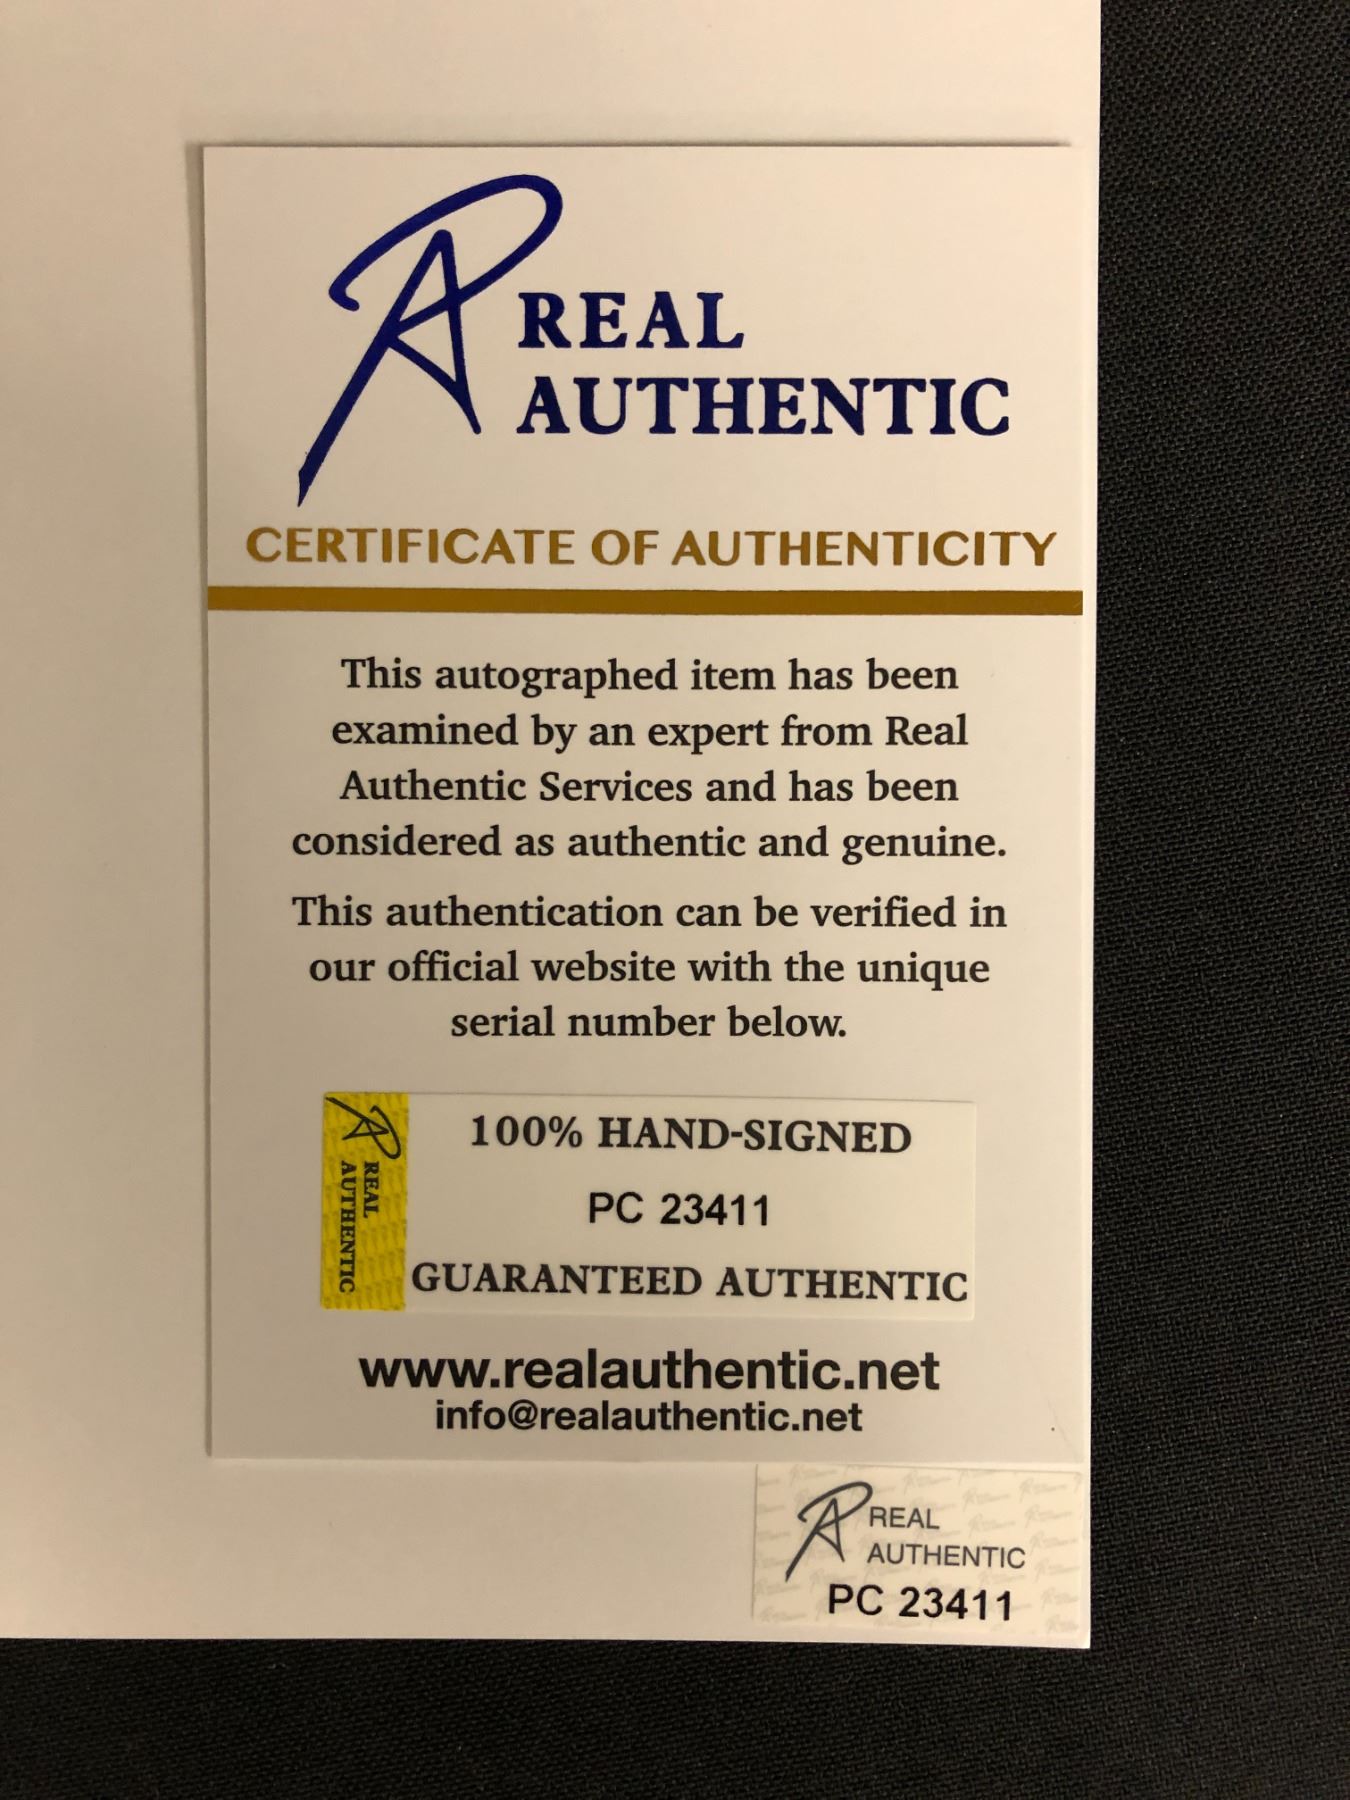 REAL
AUTHENTIC
CERTIFICATE OF AUTHENTICITY
This autographed item has been
examined by an expert from Real
Authentic Services and has been
considered as authentic and genuine.
This authentication can be verified in
our official website with the unique
serial number below.
REAL
AUTHENTIC
100% HAND-SIGNED
PC 23411
GUARANTEED AUTHENTIC
www.realauthentic.net
info@realauthentic.net
REAL
AUTHENTIC
PC 23411